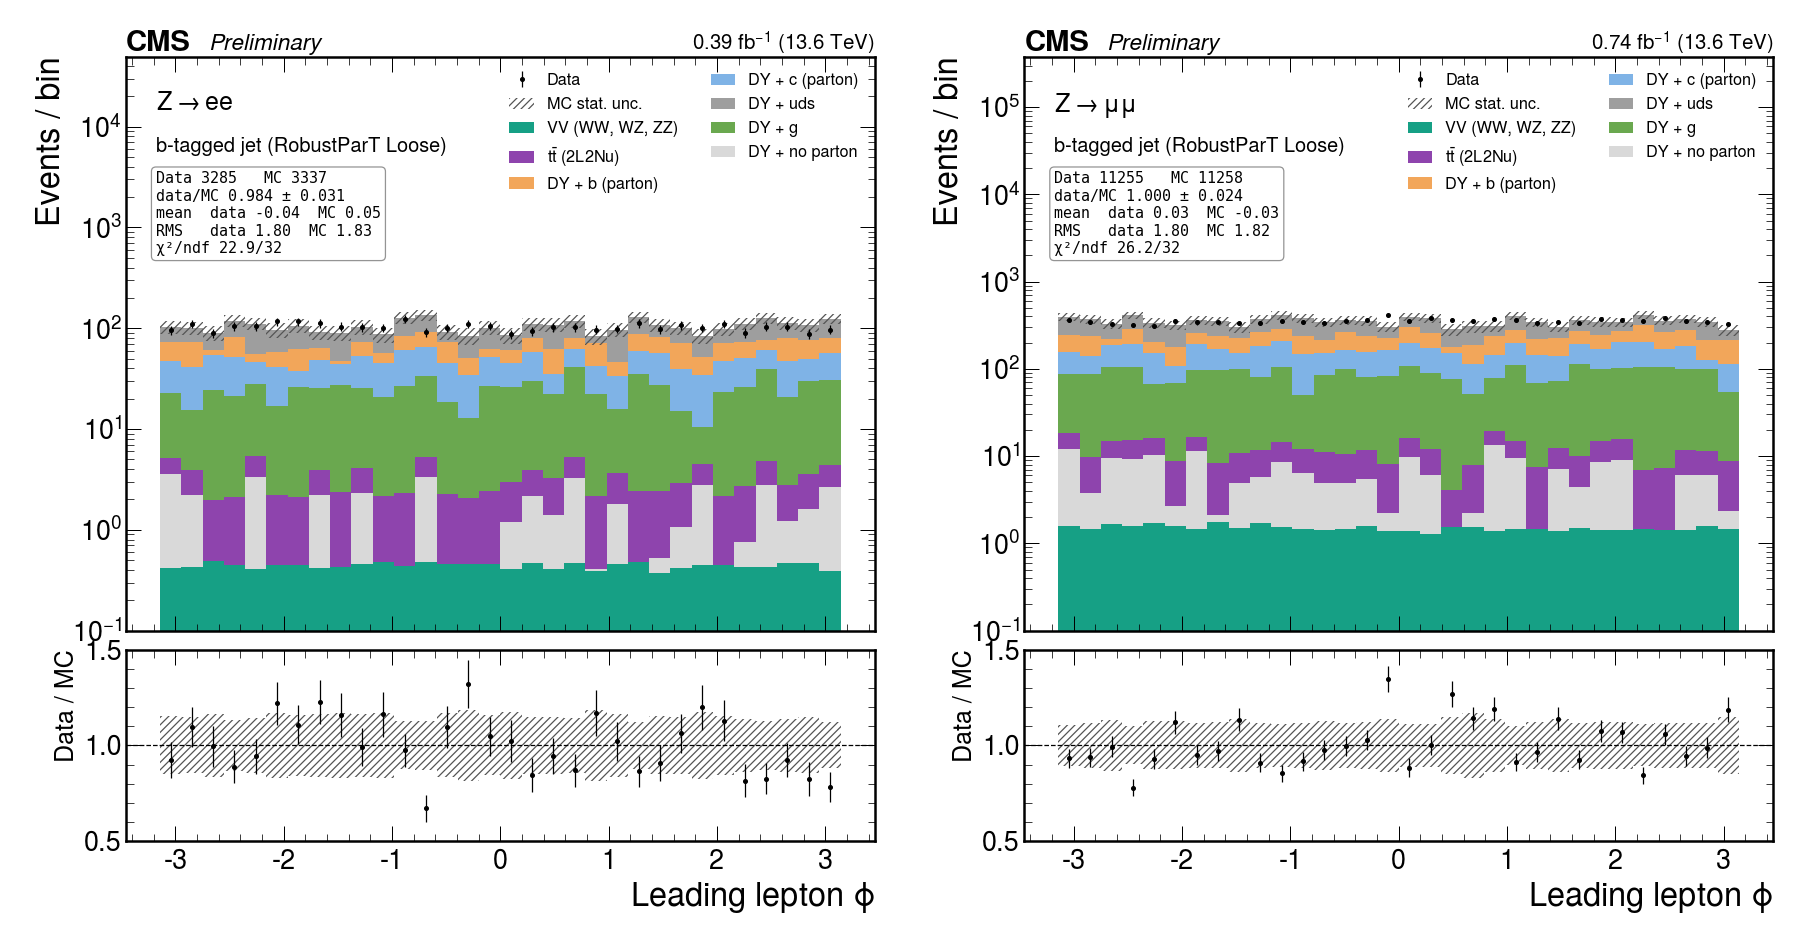 CMS Preliminary 0.39 fb⁻¹ (13.6 TeV)
Events / bin
Z → ee
b-tagged jet (RobustParT Loose)
Data 3285 MC 3337
data/MC 0.984 ± 0.031
mean data -0.04 MC 0.05
RMS data 1.80 MC 1.83
χ²/ndf 22.9/32
Data
MC stat. unc.
VV (WW, WZ, ZZ)
tt̄ (2L2Nu)
DY + b (parton)
DY + c (parton)
DY + uds
DY + g
DY + no parton
10⁴
10³
10²
10¹
10⁰
10⁻¹
Data / MC
1.5
1.0
0.5
-3 -2 -1 0 1 2 3
Leading lepton ϕ
CMS Preliminary 0.74 fb⁻¹ (13.6 TeV)
Events / bin
Z → μμ
b-tagged jet (RobustParT Loose)
Data 11255 MC 11258
data/MC 1.000 ± 0.024
mean data 0.03 MC -0.03
RMS data 1.80 MC 1.82
χ²/ndf 26.2/32
Data
MC stat. unc.
VV (WW, WZ, ZZ)
tt̄ (2L2Nu)
DY + b (parton)
DY + c (parton)
DY + uds
DY + g
DY + no parton
10⁵
10⁴
10³
10²
10¹
10⁰
10⁻¹
Data / MC
1.5
1.0
0.5
-3 -2 -1 0 1 2 3
Leading lepton ϕ